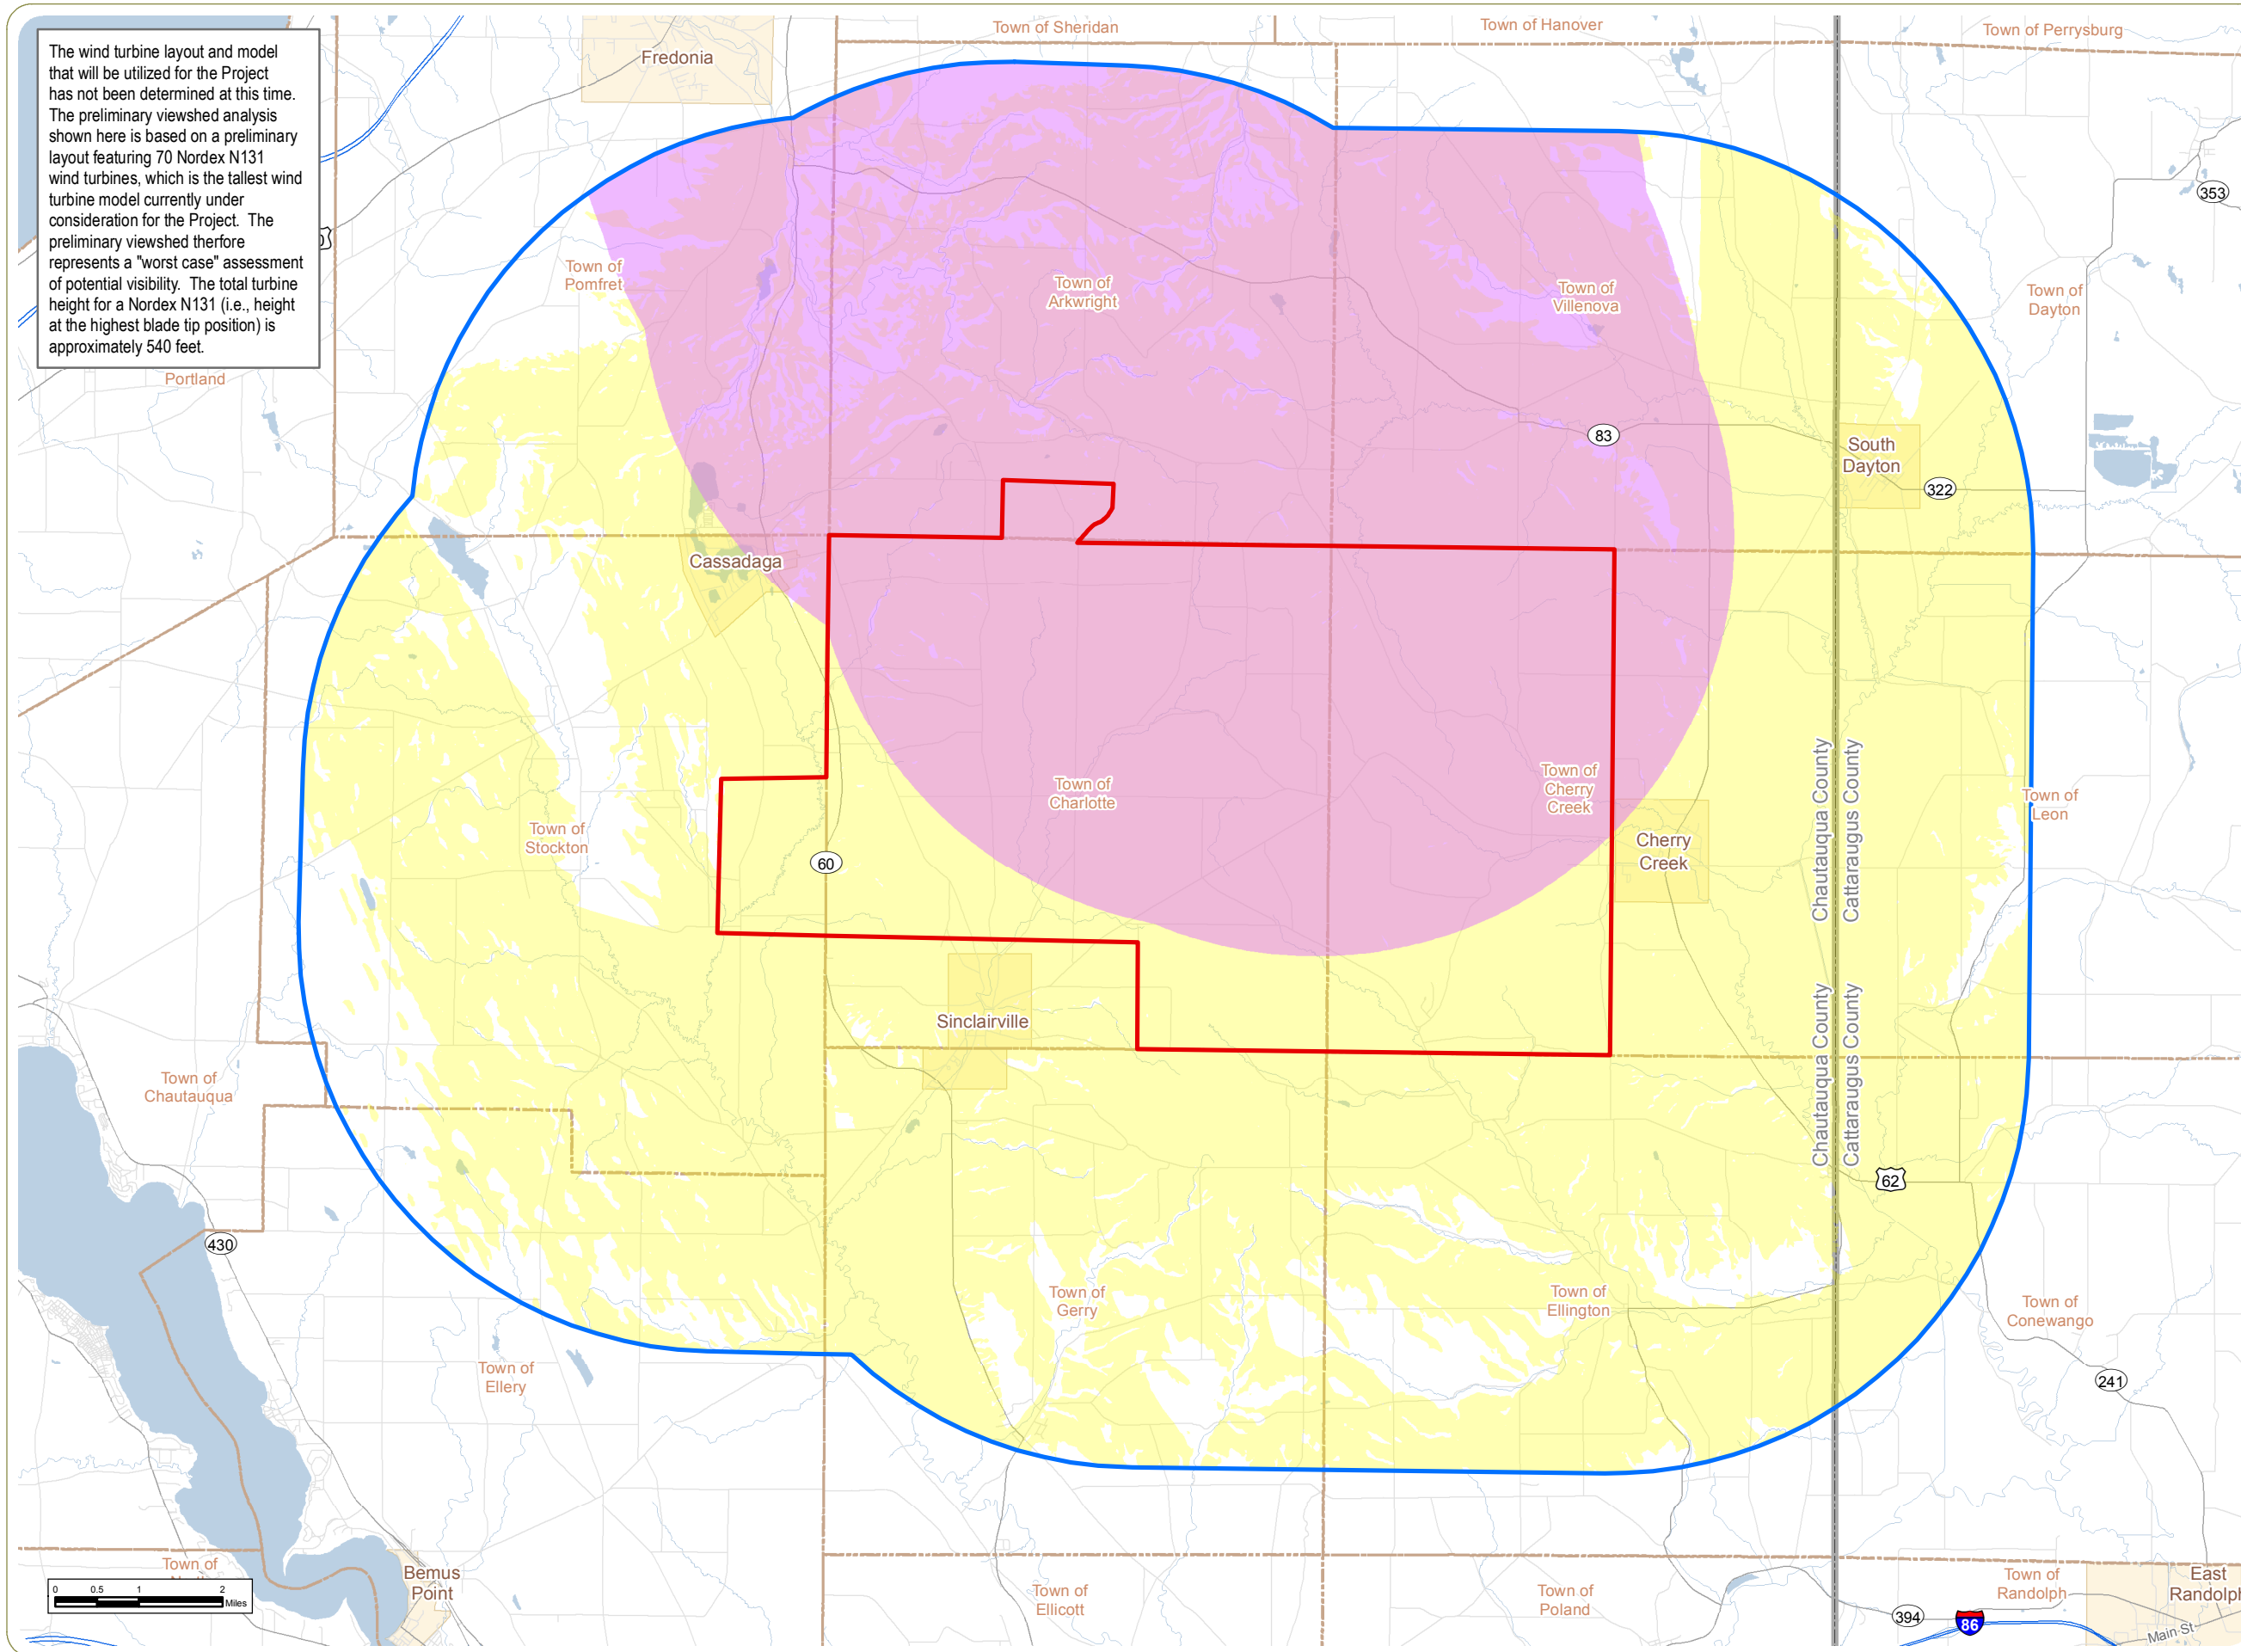 The wind turbine layout and model
that will be utilized for the Project
has not been determined at this time.
The preliminary viewshed analysis
shown here is based on a preliminary
layout featuring 70 Nordex N131
wind turbines, which is the tallest wind
turbine model currently under
consideration for the Project. The
preliminary viewshed therfore
represents a "worst case" assessment
of potential visibility. The total turbine
height for a Nordex N131 (i.e., height
at the highest blade tip position) is
approximately 540 feet.
Town of Sheridan
Town of Hanover
Town of Perrysburg
Fredonia
353
Town of
Pomfret
Town of
Arkwright
Town of
Villenova
Town of
Dayton
Portland
83
South
Dayton
322
Cassadaga
Town of
Charlotte
Town of
Cherry
Creek
Town of
Stockton
60
Cherry
Creek
Town of
Leon
Chautauqua County
Cattaraugus County
Sinclairville
Chautauqua County
Cattaraugus County
Town of
Chautauqua
62
430
Town of
Gerry
Town of
Ellington
Town of
Conewango
Town of
Ellery
241
Bemus
Point
Town of
0 0.5 1 2
Miles
Town of
Ellicott
Town of
Poland
Town of
Randolph
East
Randolph
394
86
Main St